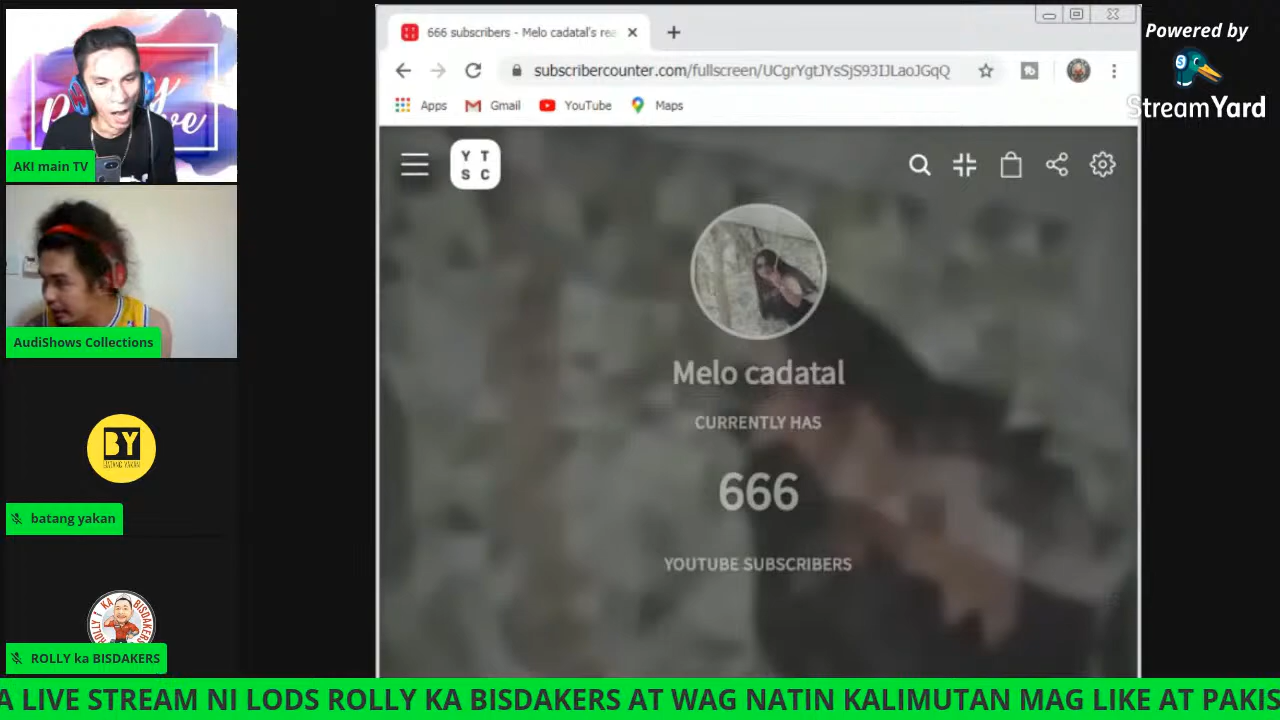 AKI main TV
AudiShows Collections
BY
batang yakan
ROLLY ka BISDAKERS
666 subscribers - Melo cadatal's rea
subscribercounter.com/fullscreen/UCgrYgtJYsSjS93IJLaoJGqQ
Apps Gmail YouTube Maps
Y T
S C
Melo cadatal
CURRENTLY HAS
666
YOUTUBE SUBSCRIBERS
Powered by
StreamYard
A LIVE STREAM NI LODS ROLLY KA BISDAKERS AT WAG NATIN KALIMUTAN MAG LIKE AT PAKIS